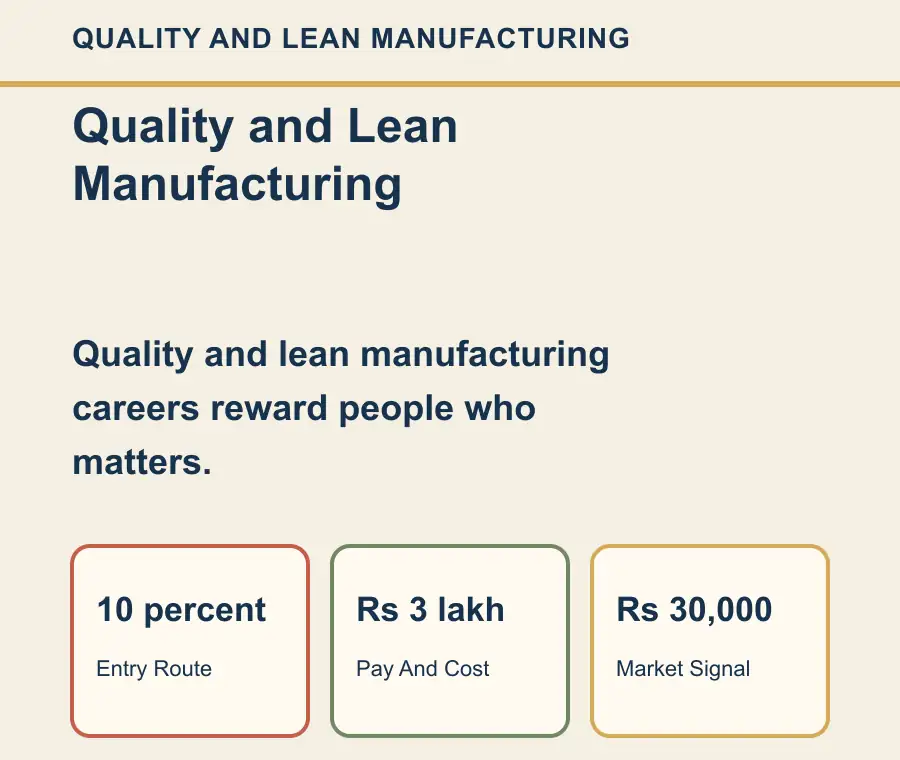 QUALITY AND LEAN MANUFACTURING
Quality and Lean
Manufacturing
Quality and lean manufacturing
careers reward people who
matters.
10 percent
Entry Route
Rs 3 lakh
Pay And Cost
Rs 30,000
Market Signal